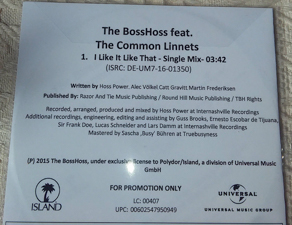 The BossHoss feat.
The Common Linnets
1. I Like It Like That - Single Mix- 03:42
(ISRC: DE-UM7-16-01350)
Written by Hoss Power, Alec Völkel Catt Gravitt Martin Frederiksen
Published By: Razor And Tie Music Publishing / Round Hill Music Publishing / TBH Rights
Recorded, arranged, produced and mixed by Hoss Power at Internashville Recordings
Additional recordings, engineering, editing and assisting by Guss Brooks, Ernesto Escobar de Tijuana,
Sir Frank Doe, Lucas Schneider and Lars Damm at Internashville Recordings
Mastered by Sascha „Busy“ Bühren at Truebusyness
(P) 2015 The BossHoss, under exclusive license to Polydor/Island, a division of Universal Music
GmbH
FOR PROMOTION ONLY
ISLAND
LC: 00407
UPC: 00602547950949
UNIVERSAL
UNIVERSAL MUSIC GROUP